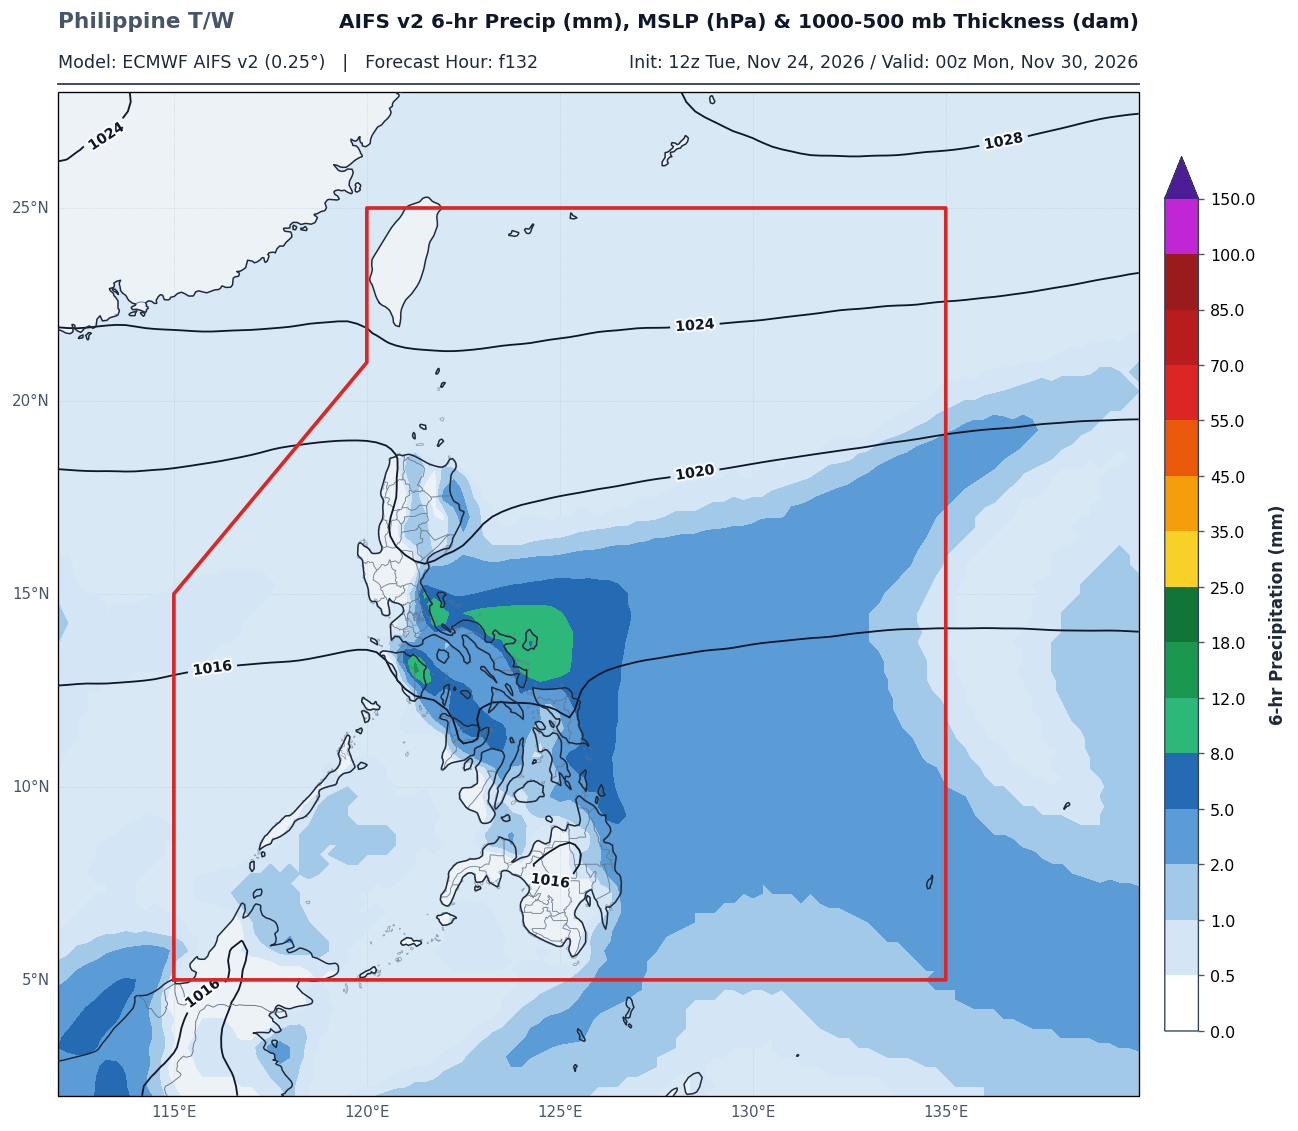 Philippine T/W
AIFS v2 6-hr Precip (mm), MSLP (hPa) & 1000-500 mb Thickness (dam)
Model: ECMWF AIFS v2 (0.25°)   |   Forecast Hour: f132
Init: 12z Tue, Nov 24, 2026 / Valid: 00z Mon, Nov 30, 2026
1024
1028
25°N
1024
20°N
1020
15°N
1016
10°N
1016
5°N
1016
115°E
120°E
125°E
130°E
135°E
150.0
100.0
85.0
70.0
55.0
45.0
35.0
25.0
18.0
12.0
8.0
5.0
2.0
1.0
0.5
0.0
6-hr Precipitation (mm)